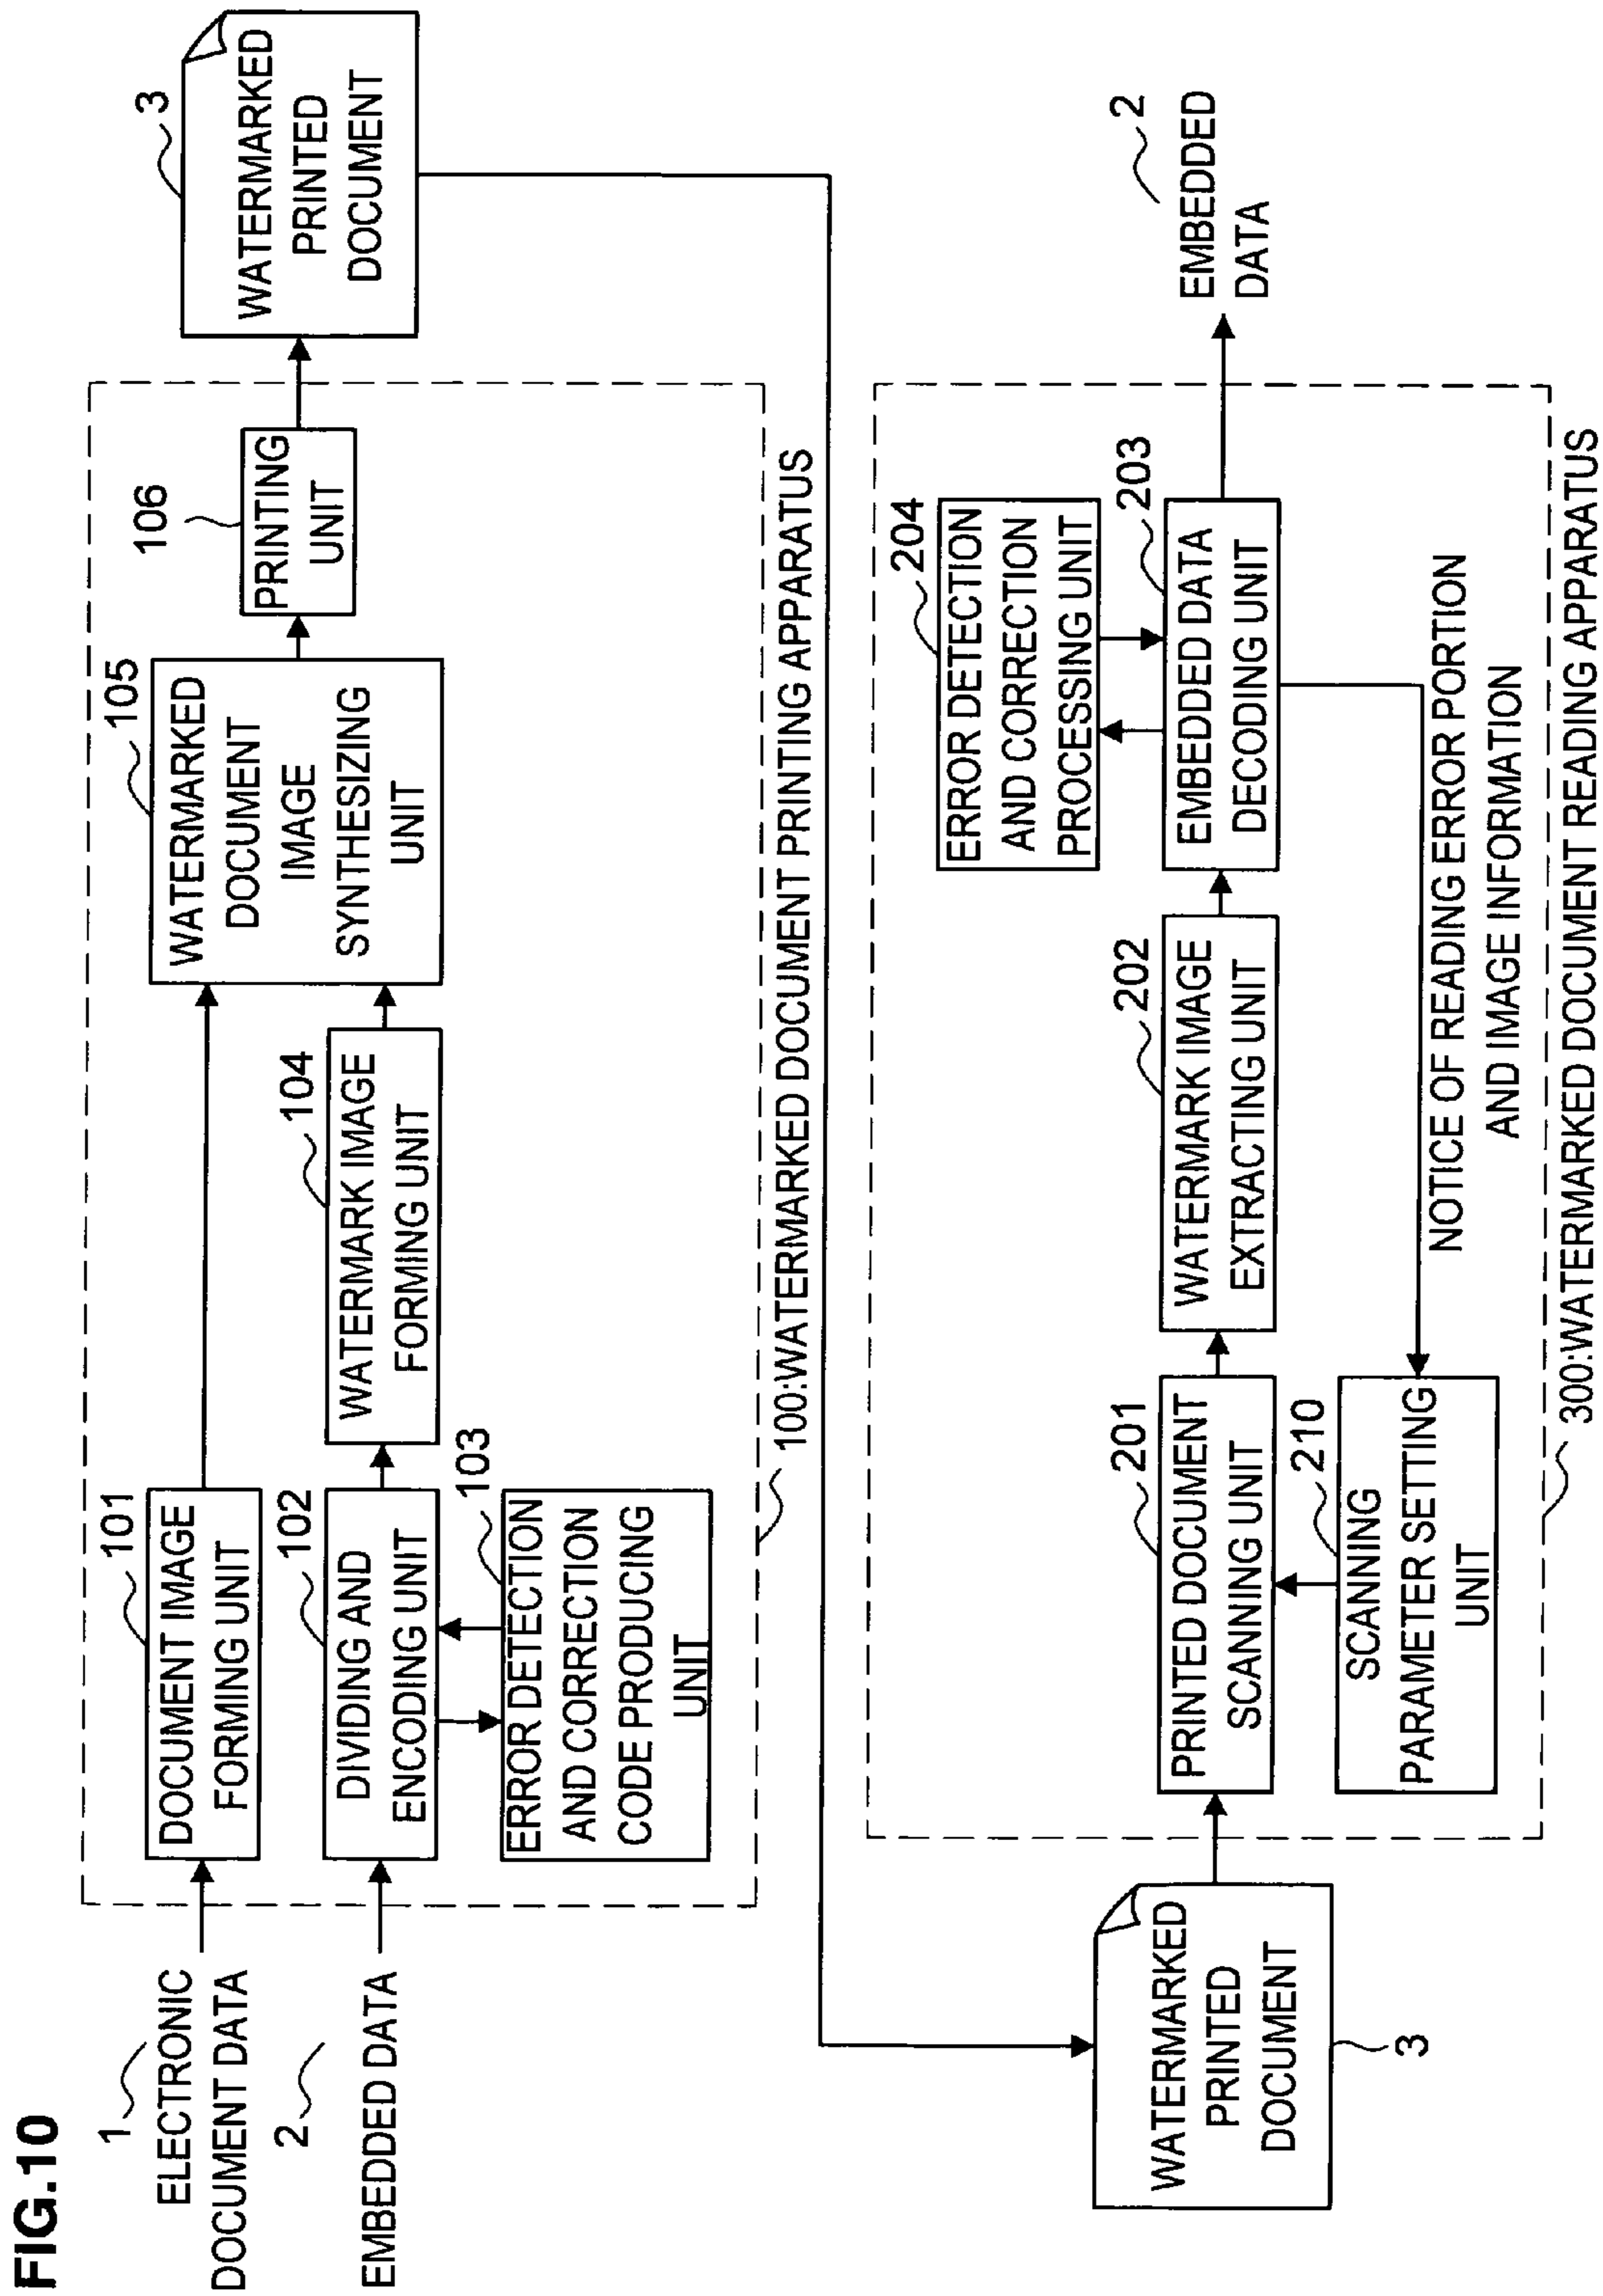 FIG.10
1
ELECTRONIC
DOCUMENT DATA
2
EMBEDDED DATA
101
DOCUMENT IMAGE
FORMING UNIT
102
DIVIDING AND
ENCODING UNIT
103
ERROR DETECTION
AND CORRECTION
CODE PRODUCING
UNIT
104
WATERMARK IMAGE
FORMING UNIT
105
WATERMARKED
DOCUMENT
IMAGE
SYNTHESIZING
UNIT
106
PRINTING
UNIT
3
WATERMARKED
PRINTED
DOCUMENT
100:WATERMARKED DOCUMENT PRINTING APPARATUS
WATERMARKED
PRINTED
DOCUMENT
3
201
PRINTED DOCUMENT
SCANNING UNIT
210
SCANNING
PARAMETER SETTING
UNIT
202
WATERMARK IMAGE
EXTRACTING UNIT
204
ERROR DETECTION
AND CORRECTION
PROCESSING UNIT
203
EMBEDDED DATA
DECODING UNIT
2
EMBEDDED
DATA
NOTICE OF READING ERROR PORTION
AND IMAGE INFORMATION
300:WATERMARKED DOCUMENT READING APPARATUS